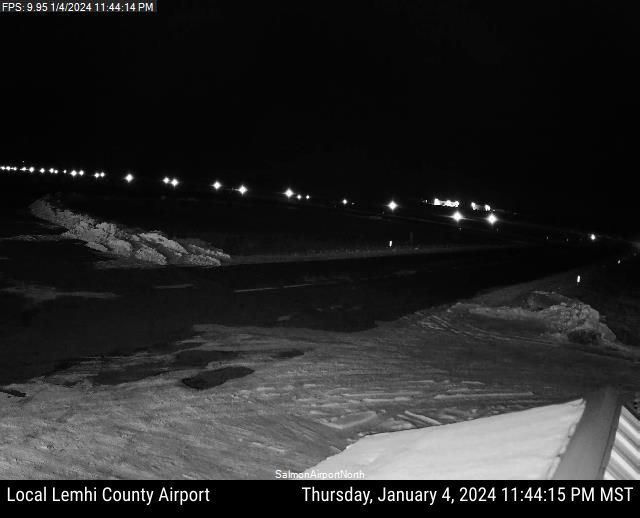 FPS: 9.95 1/4/2024 11:44:14 PM
SalmonAirportNorth
Local Lemhi County Airport Thursday, January 4, 2024 11:44:15 PM MST